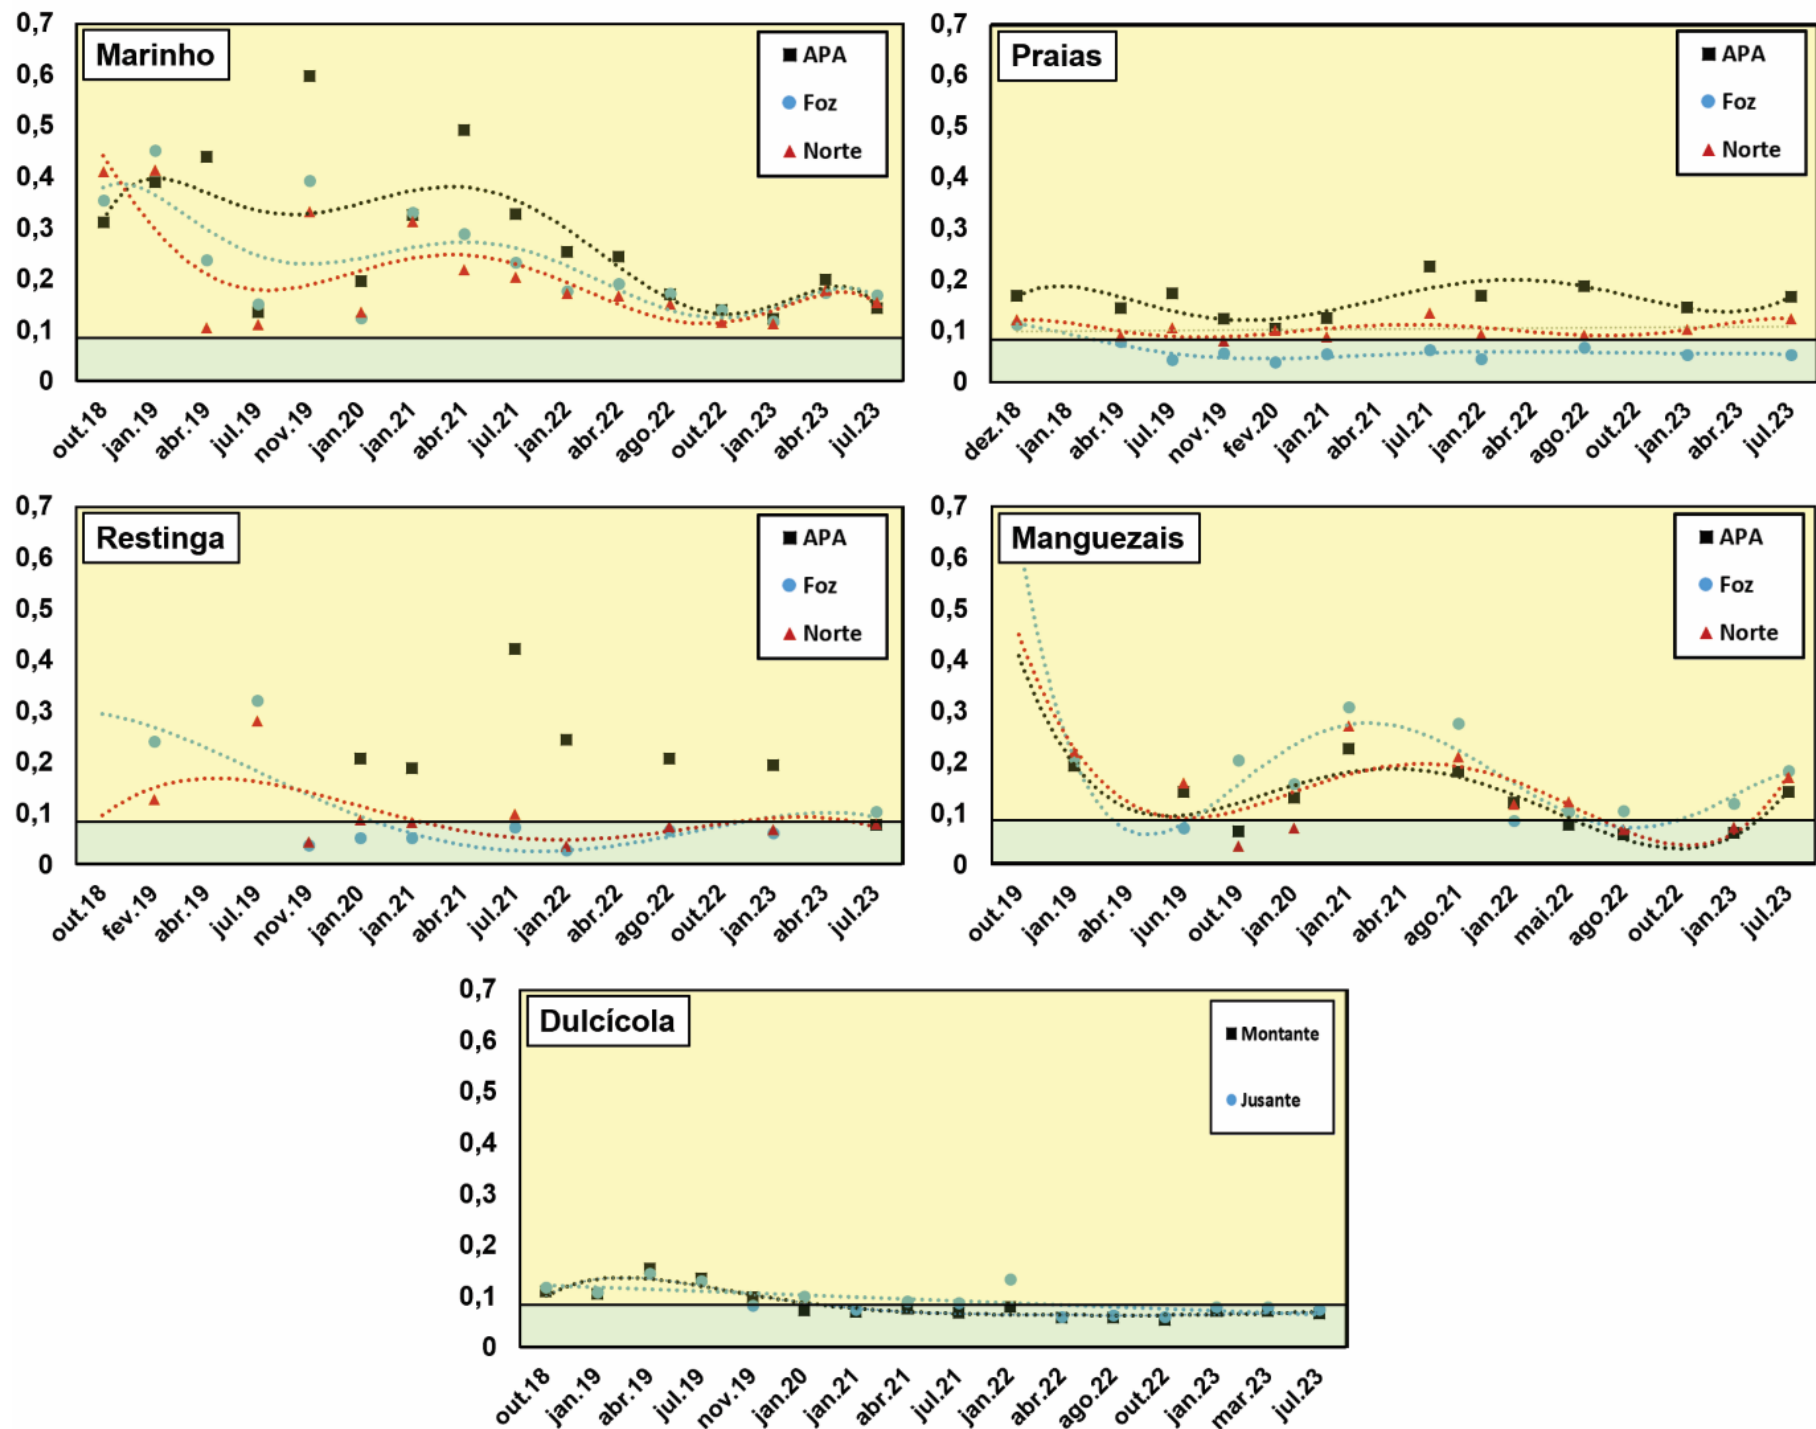 Marinho
0,7
0,6
0,5
0,4
0,3
0,2
0,1
0
APA
Foz
Norte
out.18
jan.19
abr.19
jul.19
nov.19
jan.20
jan.21
abr.21
jul.21
jan.22
abr.22
ago.22
out.22
jan.23
abr.23
jul.23
Praias
0,7
0,6
0,5
0,4
0,3
0,2
0,1
0
APA
Foz
Norte
dez.18
jan.18
abr.19
jul.19
nov.19
fev.20
jan.21
abr.21
jul.21
jan.22
abr.22
ago.22
out.22
jan.23
abr.23
jul.23
Restinga
0,7
0,6
0,5
0,4
0,3
0,2
0,1
0
APA
Foz
Norte
out.18
fev.19
abr.19
jul.19
nov.19
jan.20
jan.21
abr.21
jul.21
jan.22
abr.22
ago.22
out.22
jan.23
abr.23
jul.23
Manguezais
0,7
0,6
0,5
0,4
0,3
0,2
0,1
0
APA
Foz
Norte
out.19
jan.19
abr.19
jun.19
out.19
jan.20
jan.21
abr.21
ago.21
jan.22
mai.22
ago.22
out.22
jan.23
jul.23
Dulcícola
0,7
0,6
0,5
0,4
0,3
0,2
0,1
0
Montante
Jusante
out.18
jan.19
abr.19
jul.19
nov.19
jan.20
jan.21
abr.21
jul.21
jan.22
abr.22
ago.22
out.22
jan.23
mar.23
jul.23